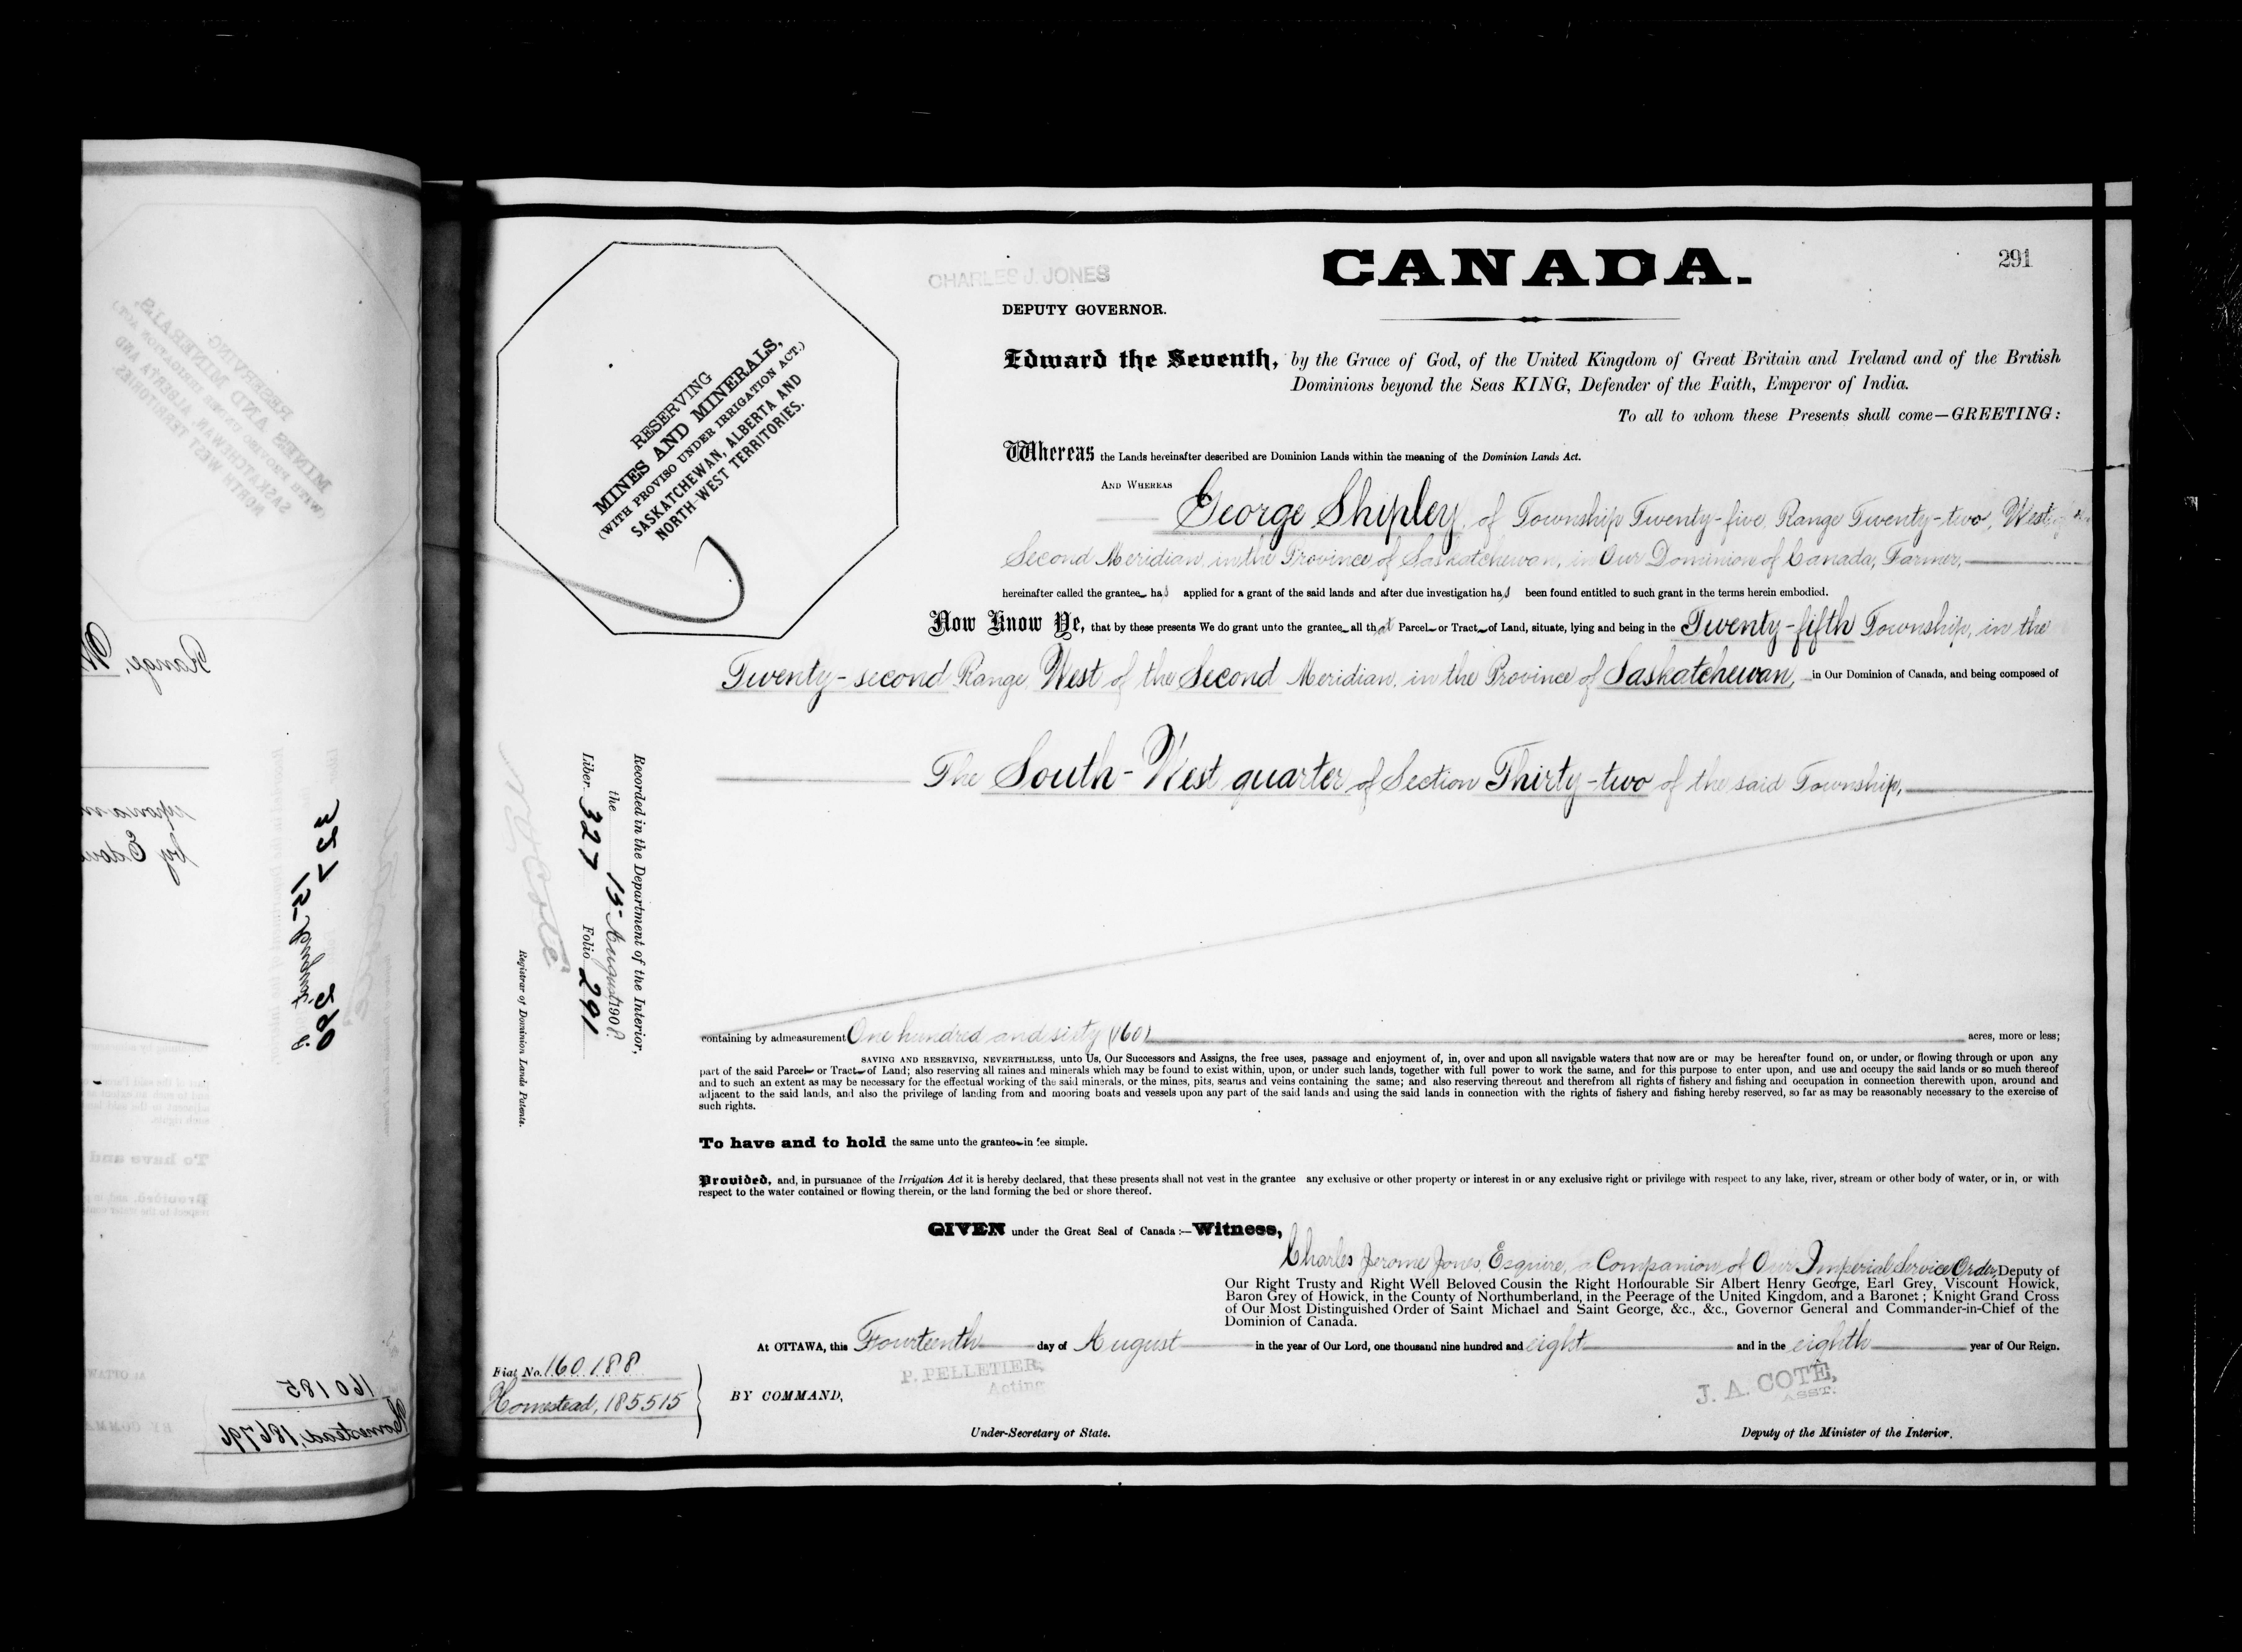 CANADA.
291
CHARLES J. JONES
DEPUTY GOVERNOR.
RESERVING
MINES AND MINERALS,
(WITH PROVISO UNDER IRRIGATION ACT.)
SASKATCHEWAN, ALBERTA AND
NORTH-WEST TERRITORIES.
Edward the Seventh, by the Grace of God, of the United Kingdom of Great Britain and Ireland and of the British
Dominions beyond the Seas KING, Defender of the Faith, Emperor of India.
To all to whom these Presents shall come—GREETING:
Whereas the Lands hereinafter described are Dominion Lands within the meaning of the Dominion Lands Act.
AND WHEREAS
George Shipley, of Township Twenty-five, Range Twenty-two, West
Second Meridian, in the Province of Saskatchewan, in Our Dominion of Canada, Farmer,
hereinafter called the grantee has applied for a grant of the said lands and after due investigation has been found entitled to such grant in the terms herein embodied.
Now Know Ye, that by these presents We do grant unto the grantee all that Parcel or Tract of Land, situate, lying and being in the Twenty-fifth Township, in the
Twenty-second Range, West of the Second Meridian, in the Province of Saskatchewan, in Our Dominion of Canada, and being composed of
The South-West quarter of Section Thirty-two of the said Township,
Recorded in the Department of the Interior,
the 15 August 1908.
Liber 327 Folio 291
N. O. Coté
Registrar of Dominion Lands Patents.
containing by admeasurement One hundred and sixty (160) acres, more or less;
SAVING AND RESERVING, NEVERTHELESS, unto Us, Our Successors and Assigns, the free uses, passage and enjoyment of, in, over and upon all navigable waters that now are or may be hereafter found on, or under, or flowing through or upon any
part of the said Parcel or Tract of Land; also reserving all mines and minerals which may be found to exist within, upon, or under such lands, together with full power to work the same, and for this purpose to enter upon, and use and occupy the said lands or so much thereof
and to such an extent as may be necessary for the effectual working of the said minerals, or the mines, pits, seams and veins containing the same; and also reserving thereout and therefrom all rights of fishery and fishing and occupation in connection therewith upon, around and
adjacent to the said lands, and also the privilege of landing from and mooring boats and vessels upon any part of the said lands and using the said lands in connection with the rights of fishery and fishing hereby reserved, so far as may be reasonably necessary to the exercise of
such rights.
To have and to hold the same unto the grantee in fee simple.
Provided, and, in pursuance of the Irrigation Act it is hereby declared, that these presents shall not vest in the grantee any exclusive or other property or interest in or any exclusive right or privilege with respect to any lake, river, stream or other body of water, or in, or with
respect to the water contained or flowing therein, or the land forming the bed or shore thereof.
GIVEN under the Great Seal of Canada:—Witness,
Charles Jerome Jones, Esquire, a Companion of Our Imperial Service Order, Deputy of
Our Right Trusty and Right Well Beloved Cousin the Right Honourable Sir Albert Henry George, Earl Grey, Viscount Howick,
Baron Grey of Howick, in the County of Northumberland, in the Peerage of the United Kingdom, and a Baronet; Knight Grand Cross
of Our Most Distinguished Order of Saint Michael and Saint George, &c., &c., Governor General and Commander-in-Chief of the
Dominion of Canada.
At OTTAWA, this Fourteenth day of August in the year of Our Lord, one thousand nine hundred and eight and in the eighth year of Our Reign.
Fiat No. 160188
Homestead, 185515
BY COMMAND,
P. PELLETIER,
Acting
J. A. COTE,
ASST.
Under-Secretary of State.
Deputy of the Minister of the Interior.